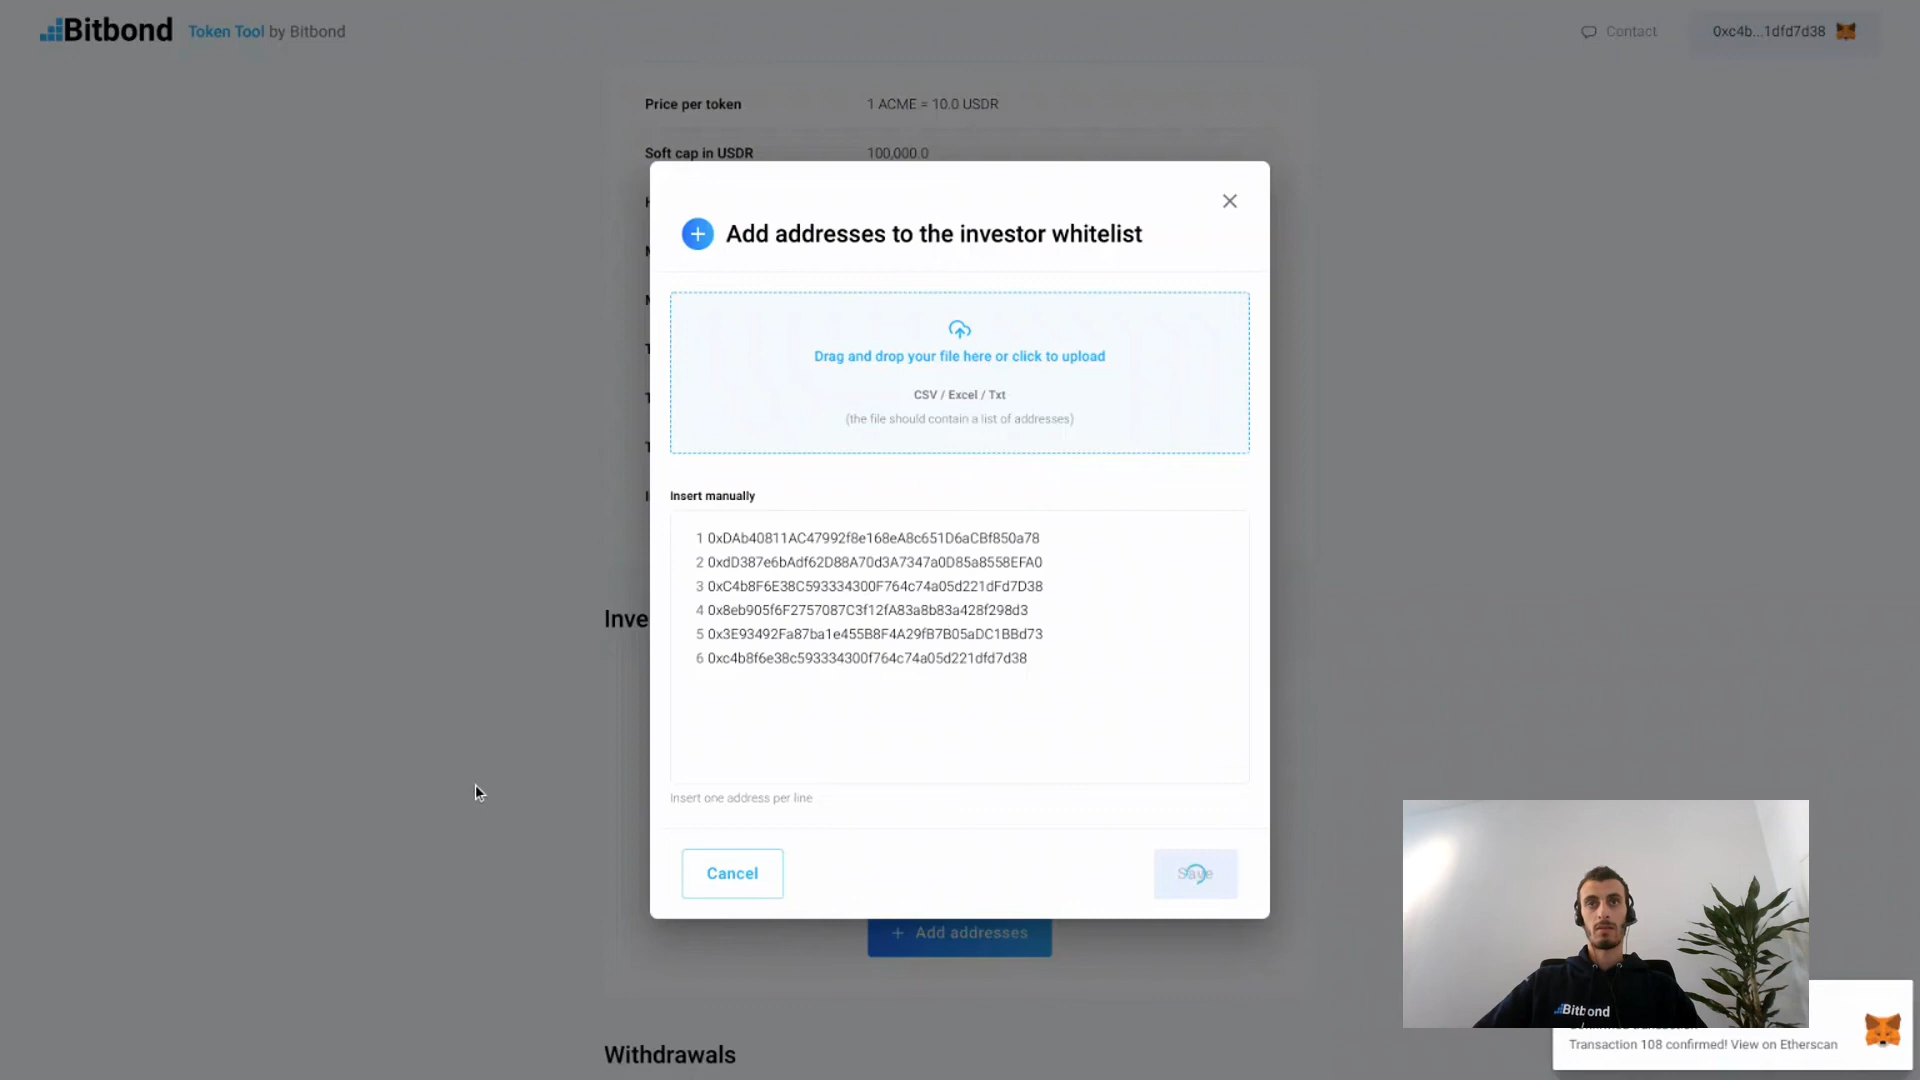 Bitbond Token Tool by Bitbond
Contact
0xc4b...1dfd7d38
Price per token 1 ACME = 10.0 USDR
Soft cap in USDR 100,000.0
Add addresses to the investor whitelist
Drag and drop your file here or click to upload
CSV / Excel / Txt
(the file should contain a list of addresses)
Insert manually
1 0xDAb40811AC47992f8e168eA8c651D6aCBf850a78
2 0xdD387e6bAdf62D88A70d3A7347a0D85a8558EFA0
3 0xC4b8F6E38C593334300F764c74a05d221dFd7D38
4 0x8eb905f6F2757087C3f12fA83a8b83a428f298d3
5 0x3E93492Fa87ba1e455B8F4A29fB7B05aDC1BBd73
6 0xc4b8f6e38c593334300f764c74a05d221dfd7d38
Inve
Insert one address per line
Cancel
Save
+ Add addresses
Bitbond
Transaction 108 confirmed! View on Etherscan
Withdrawals